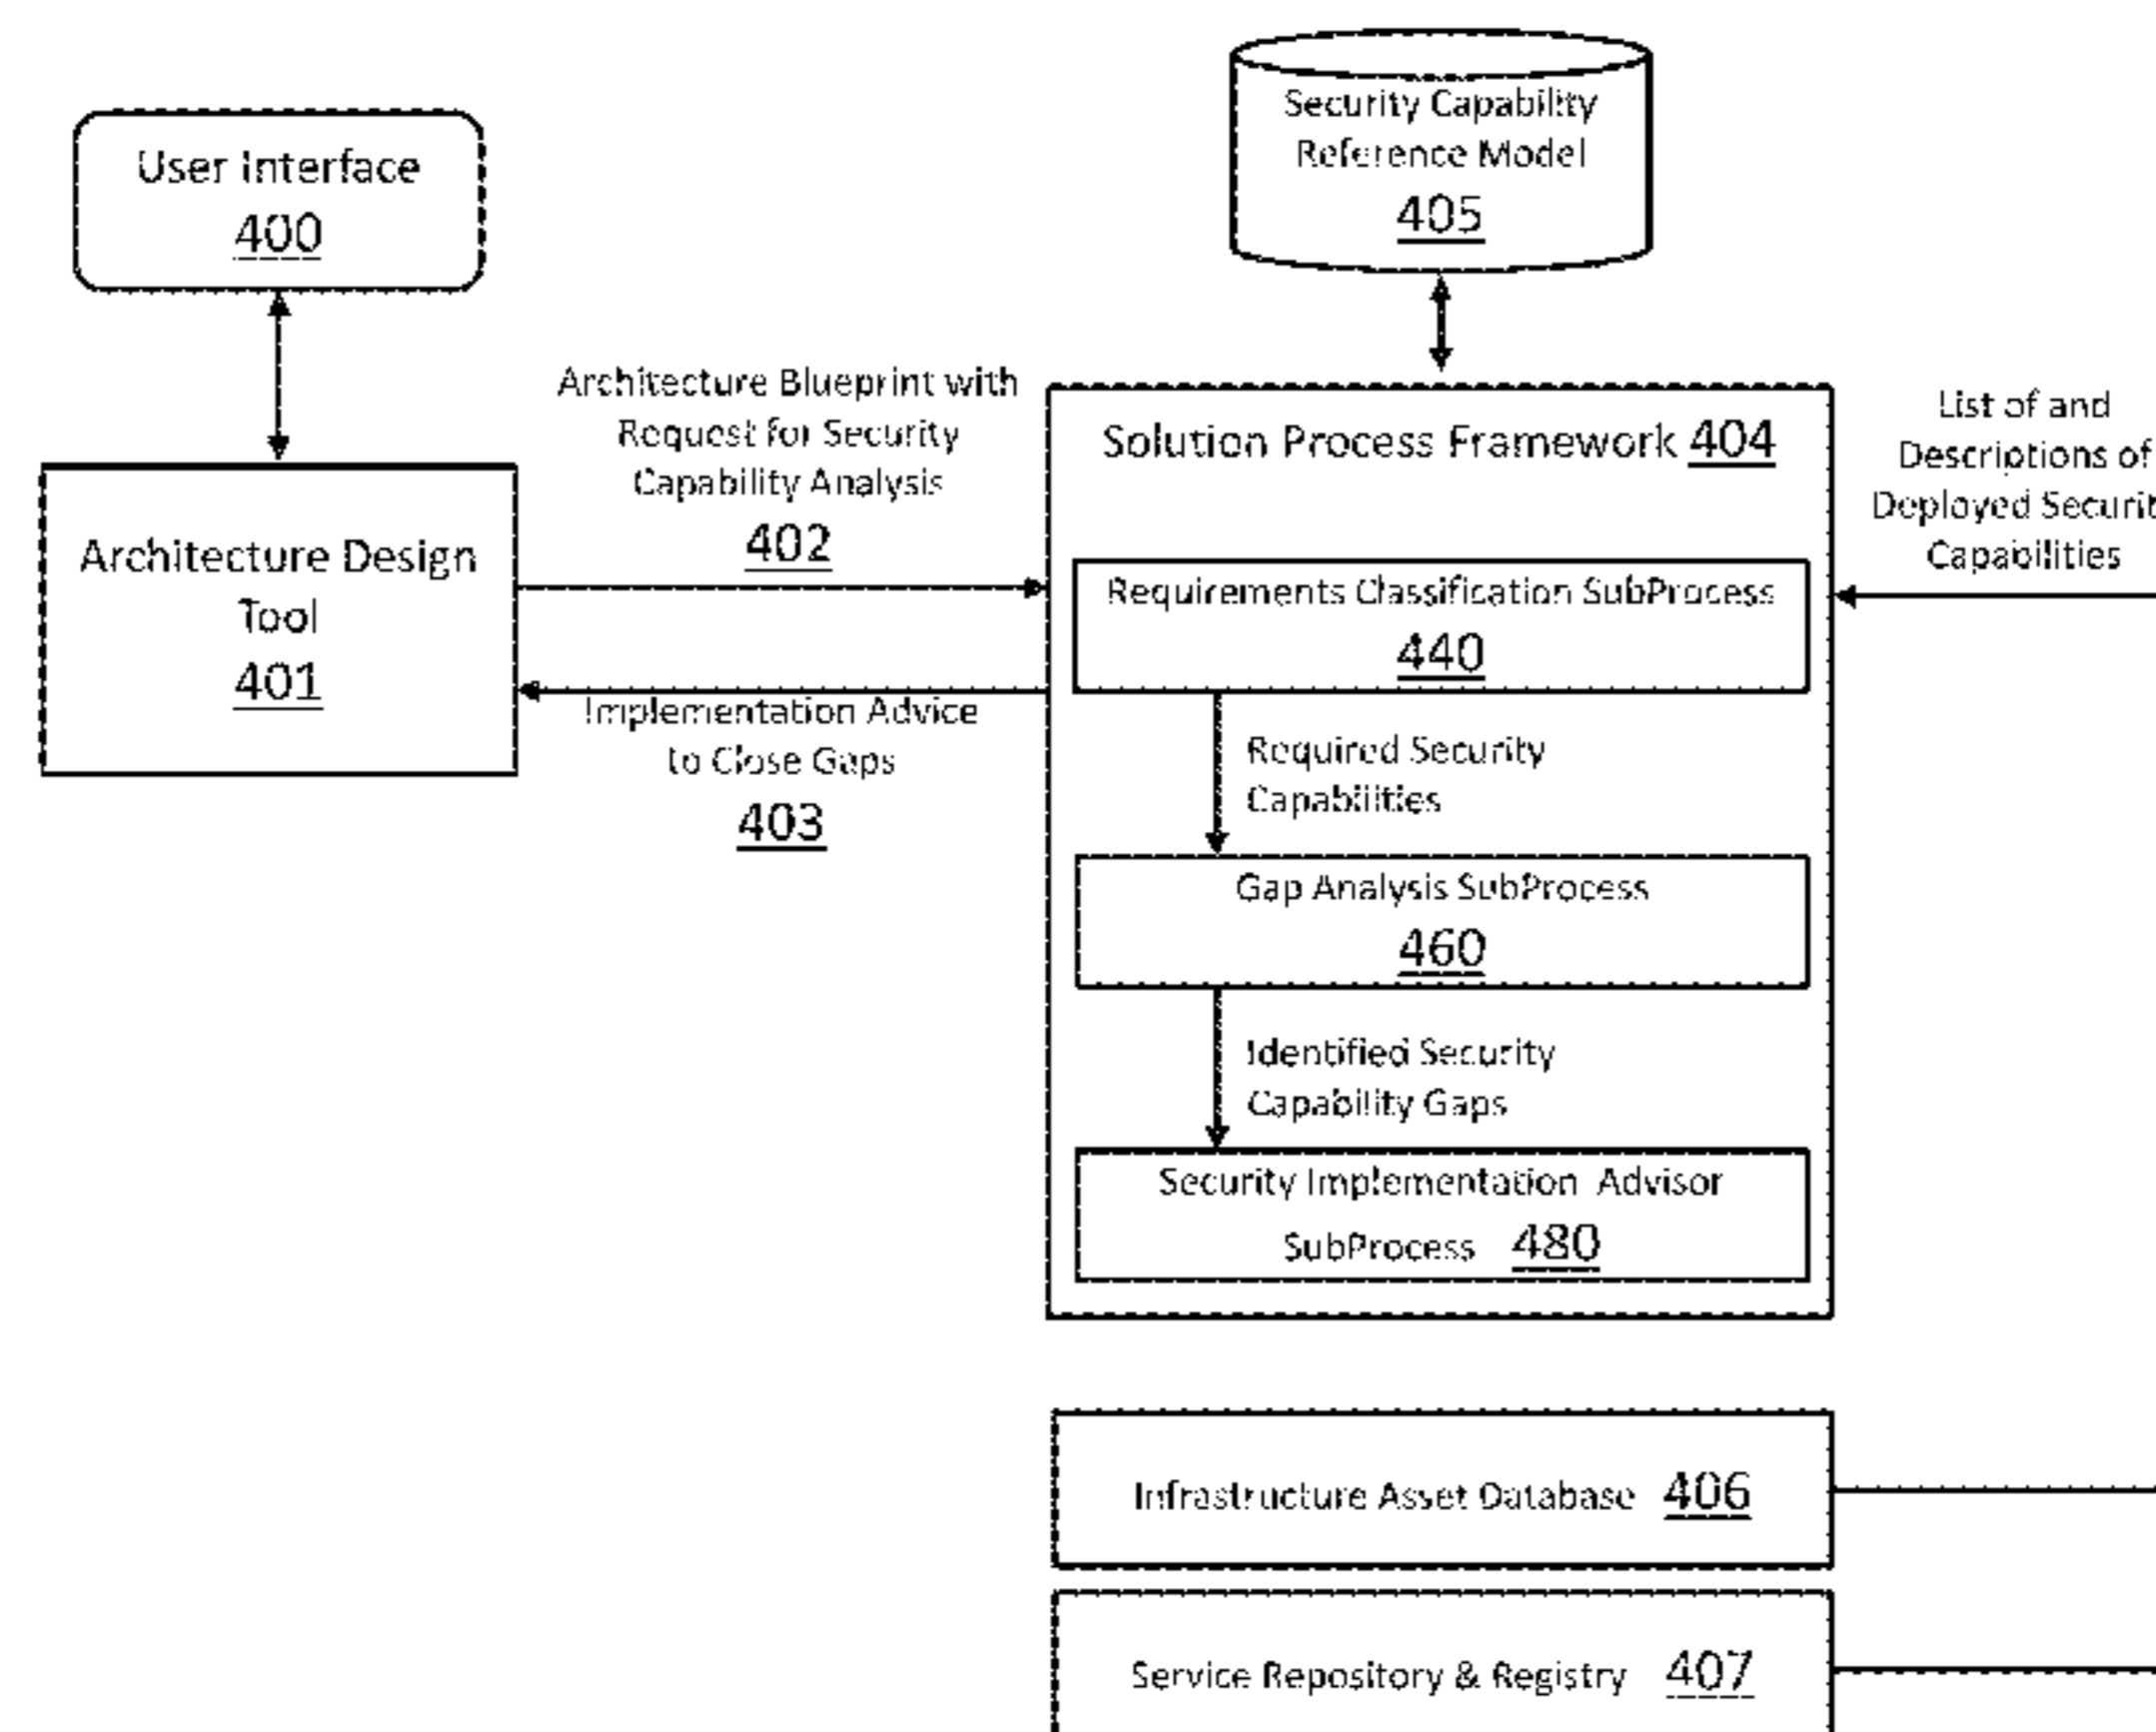 User Interface
400
Security Capability
Reference Model
405
Architecture Blueprint with
Request for Security
Capability Analysis
402
Architecture Design
Tool
401
Implementation Advice
to Close Gaps
403
Solution Process Framework 404
Requirements Classification SubProcess
440
Required Security
Capabilities
Gap Analysis SubProcess
460
Identified Security
Capability Gaps
Security Implementation Advisor
SubProcess 480
List of and
Descriptions of
Deployed Securit
Capabilities
Infrastructure Asset Database 406
Service Repository & Registry 407